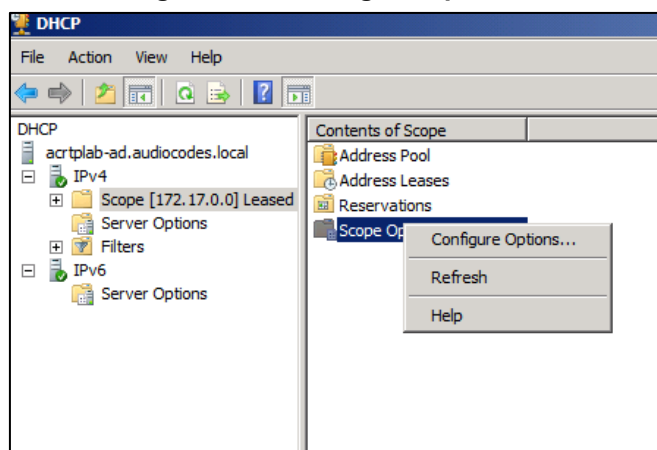 DHCP
File Action View Help
DHCP
acrtplab-ad.audiocodes.local
IPv4
Scope [172.17.0.0] Leased
Server Options
Filters
IPv6
Server Options
Contents of Scope
Address Pool
Address Leases
Reservations
Scope Op
Configure Options...
Refresh
Help